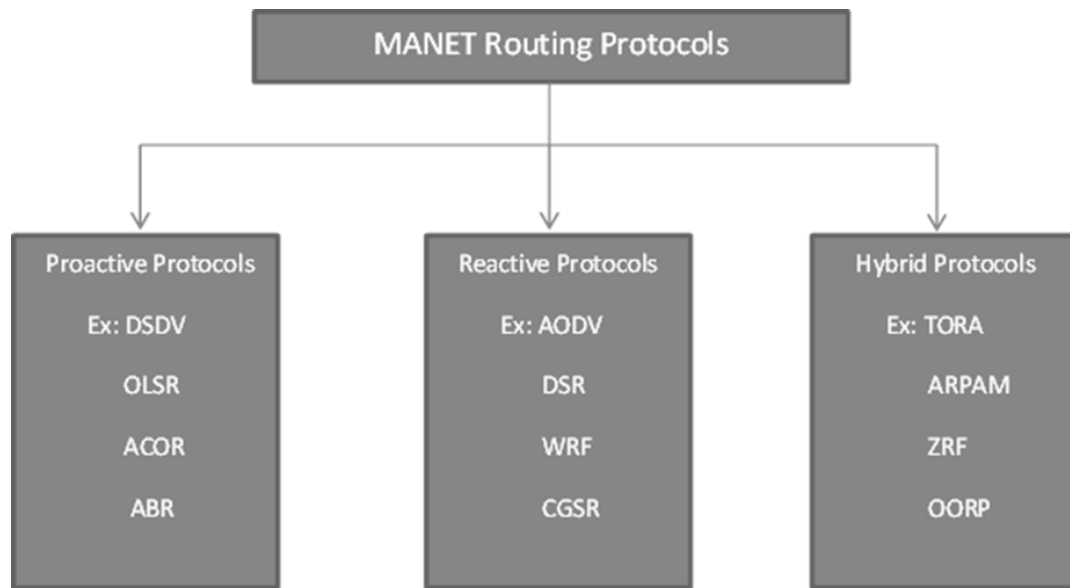 MANET Routing Protocols
Proactive Protocols
Ex: DSDV
OLSR
ACOR
ABR
Reactive Protocols
Ex: AODV
DSR
WRF
CGSR
Hybrid Protocols
Ex: TORA
ARPAM
ZRF
OORP